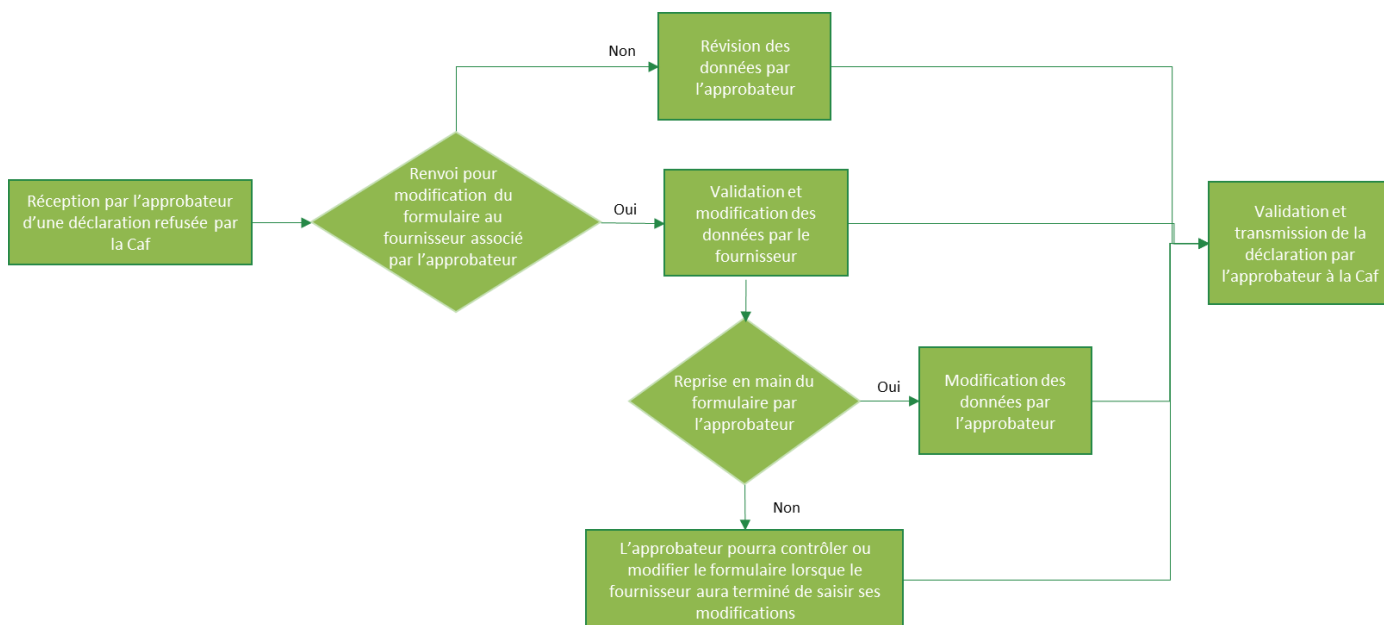 Non
Révision des
données par
l'approbateur
Réception par l'approbateur
d'une déclaration refusée par
la Caf
Renvoi pour
modification du
formulaire au
fournisseur associé
par l'approbateur
Oui
Validation et
modification des
données par le
fournisseur
Validation et
transmission de la
déclaration par
l'approbateur à la Caf
Reprise en main du
formulaire par
l'approbateur
Oui
Modification des
données par
l'approbateur
Non
L'approbateur pourra contrôler ou
modifier le formulaire lorsque le
fournisseur aura terminé de saisir ses
modifications